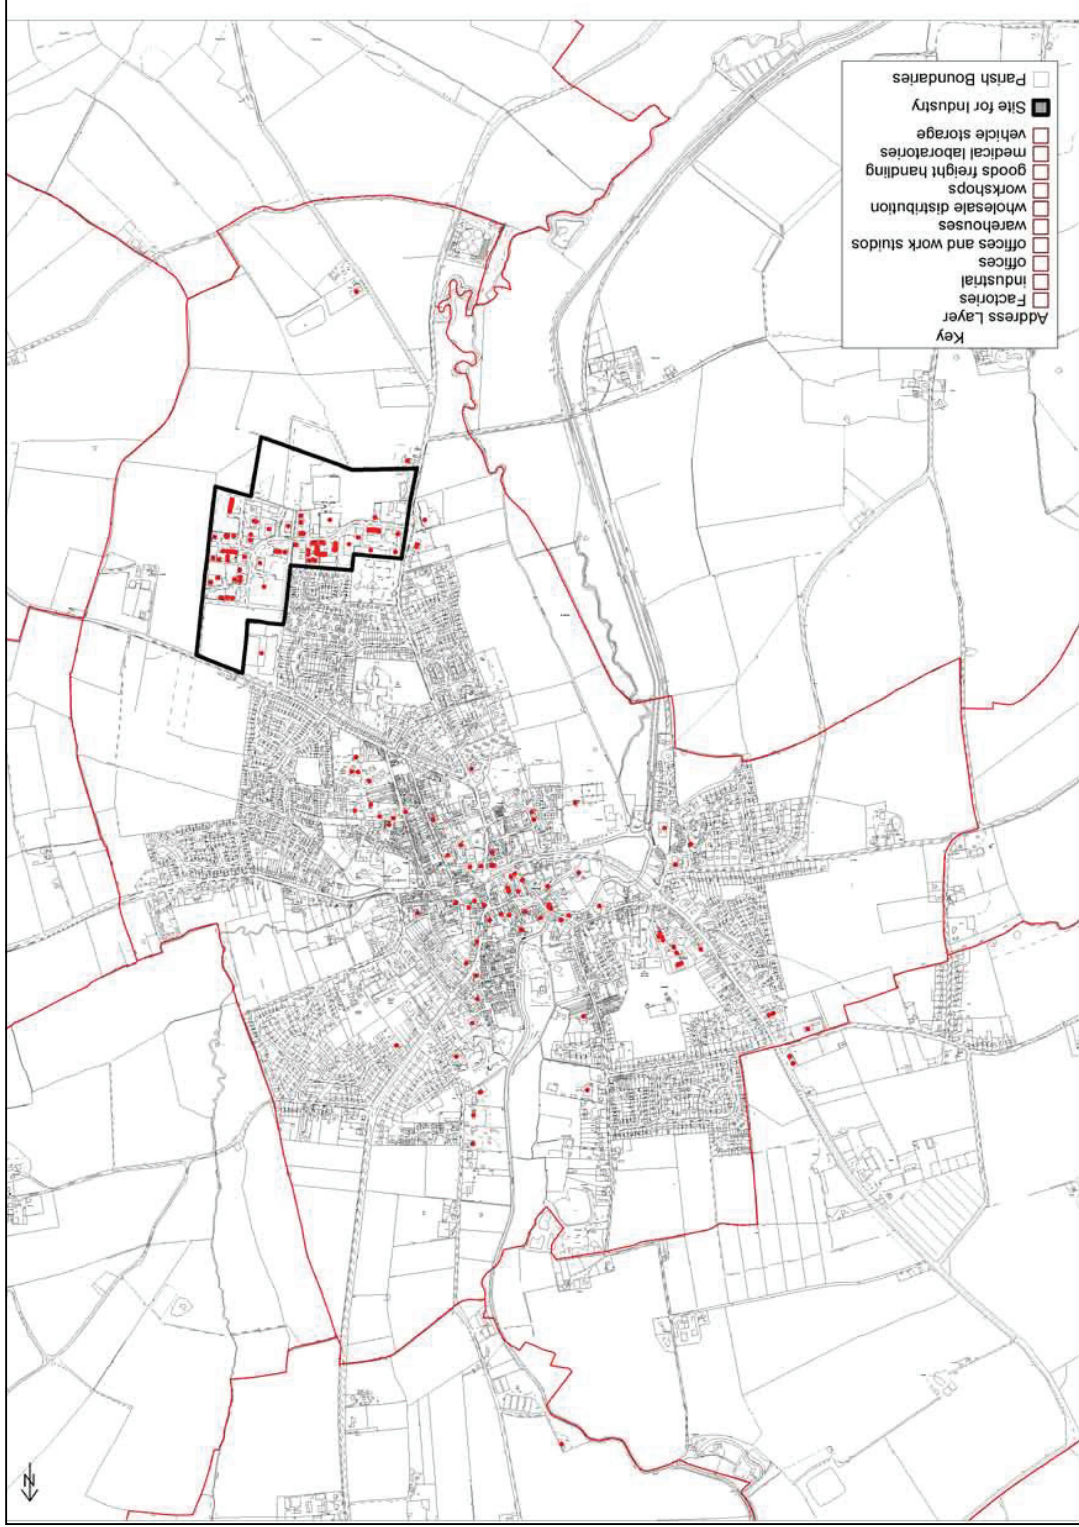 Key
Address Layer
Factories
industrial
offices
offices and work stuidos
warehouses
wholesale distribution
workshops
goods freight handling
medical laboratories
vehicle storage
Site for Industry
Parish Boundaries
N